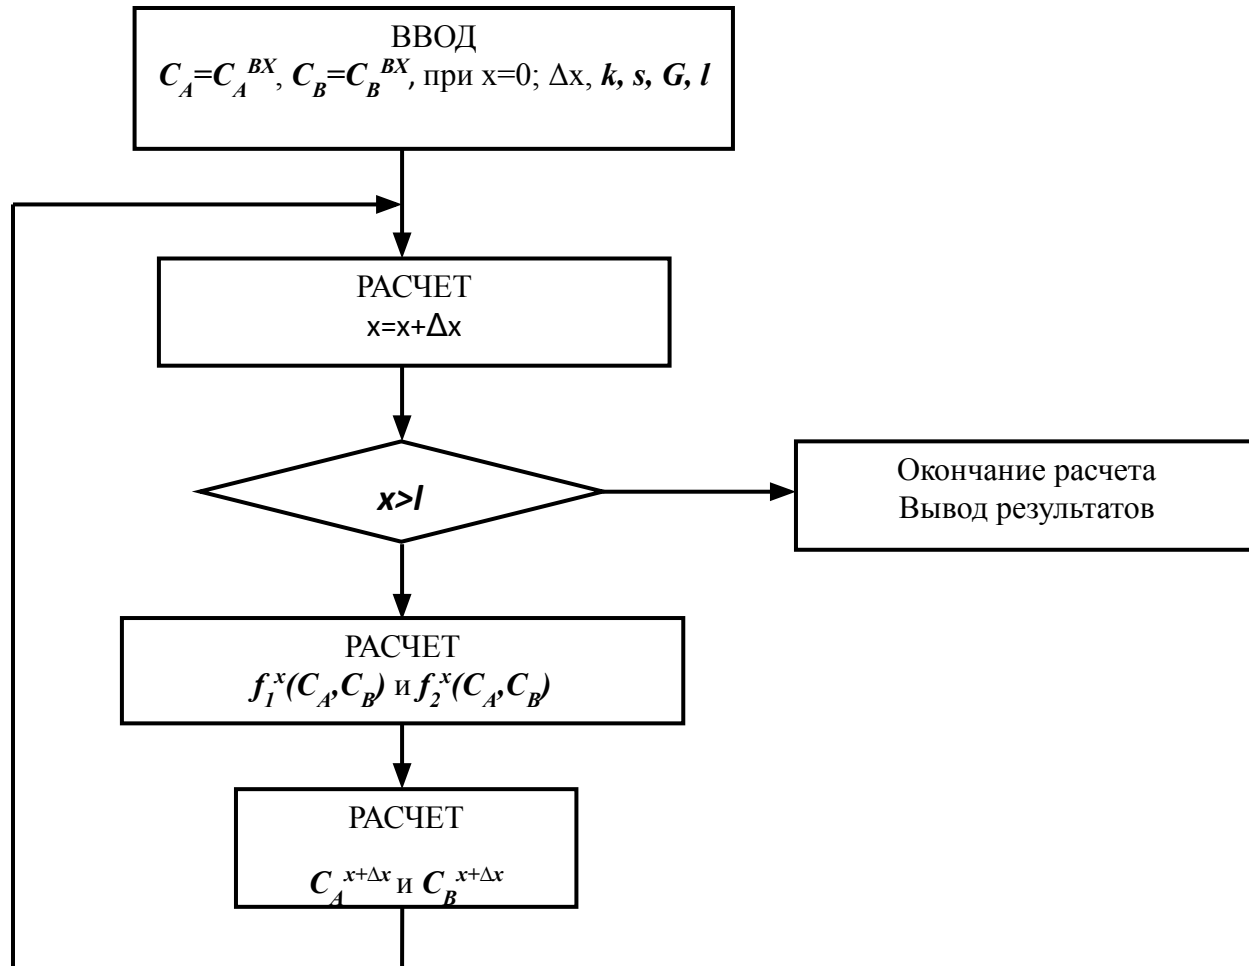 ВВОД
C_A=C_A^ВХ, C_B=C_B^ВХ, при x=0; Δx, k, s, G, l
РАСЧЕТ
x=x+Δx
x>l
Окончание расчета
Вывод результатов
РАСЧЕТ
f_1^x(C_A,C_B) и f_2^x(C_A,C_B)
РАСЧЕТ
C_A^x+Δx и C_B^x+Δx